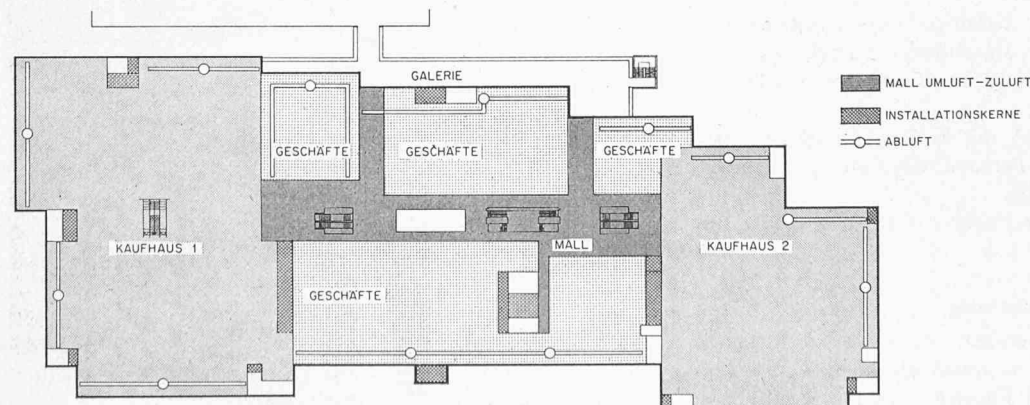 GALERIE
GESCHÄFTE
GESCHÄFTE
GESCHÄFTE
MALL UMLUFT-ZULUFT
INSTALLATIONSKERNE
ABLUFT
KAUFHAUS 1
MALL
KAUFHAUS 2
GESCHÄFTE